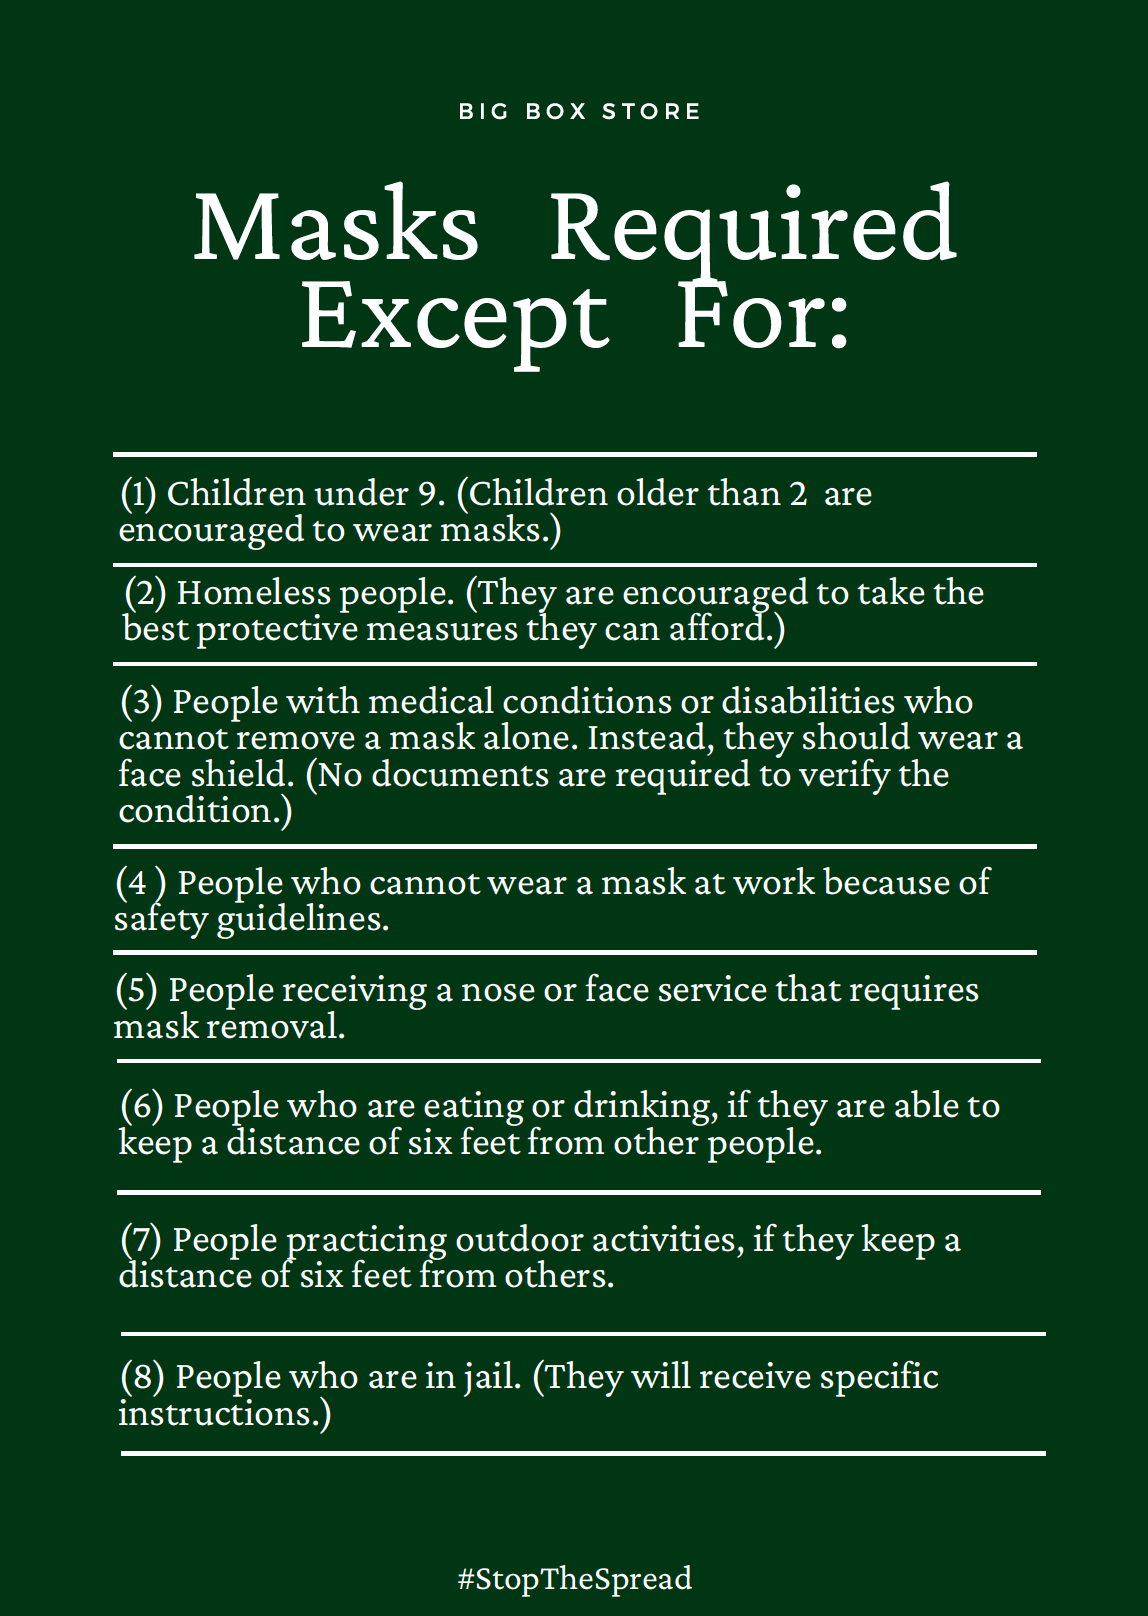 BIG BOX STORE
Masks Required
Except For:
(1) Children under 9. (Children older than 2 are
encouraged to wear masks.)
(2) Homeless people. (They are encouraged to take the
best protective measures they can afford.)
(3) People with medical conditions or disabilities who
cannot remove a mask alone. Instead, they should wear a
face shield. (No documents are required to verify the
condition.)
(4 ) People who cannot wear a mask at work because of
safety guidelines.
(5) People receiving a nose or face service that requires
mask removal.
(6) People who are eating or drinking, if they are able to
keep a distance of six feet from other people.
(7) People practicing outdoor activities, if they keep a
distance of six feet from others.
(8) People who are in jail. (They will receive specific
instructions.)
#StopTheSpread